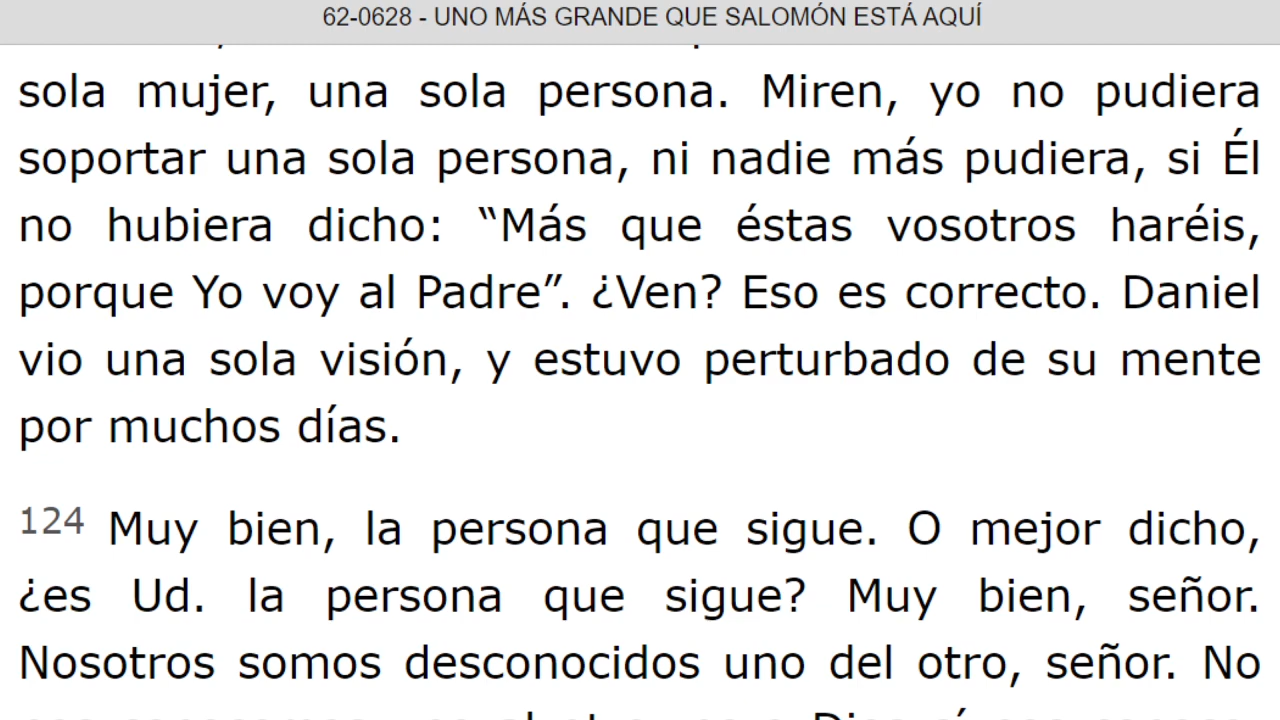 62-0628 - UNO MÁS GRANDE QUE SALOMÓN ESTÁ AQUÍ
sola mujer, una sola persona. Miren, yo no pudiera
soportar una sola persona, ni nadie más pudiera, si Él
no hubiera dicho: “Más que éstas vosotros haréis,
porque Yo voy al Padre”. ¿Ven? Eso es correcto. Daniel
vio una sola visión, y estuvo perturbado de su mente
por muchos días.
124 Muy bien, la persona que sigue. O mejor dicho,
¿es Ud. la persona que sigue? Muy bien, señor.
Nosotros somos desconocidos uno del otro, señor. No